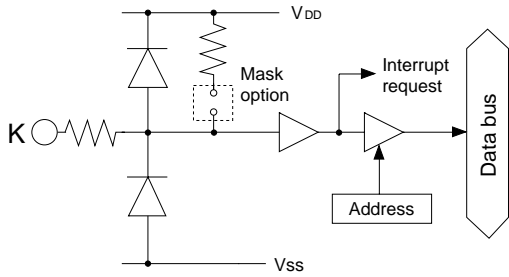 VDD
Mask
option
Interrupt
request
K
Address
Data bus
Vss